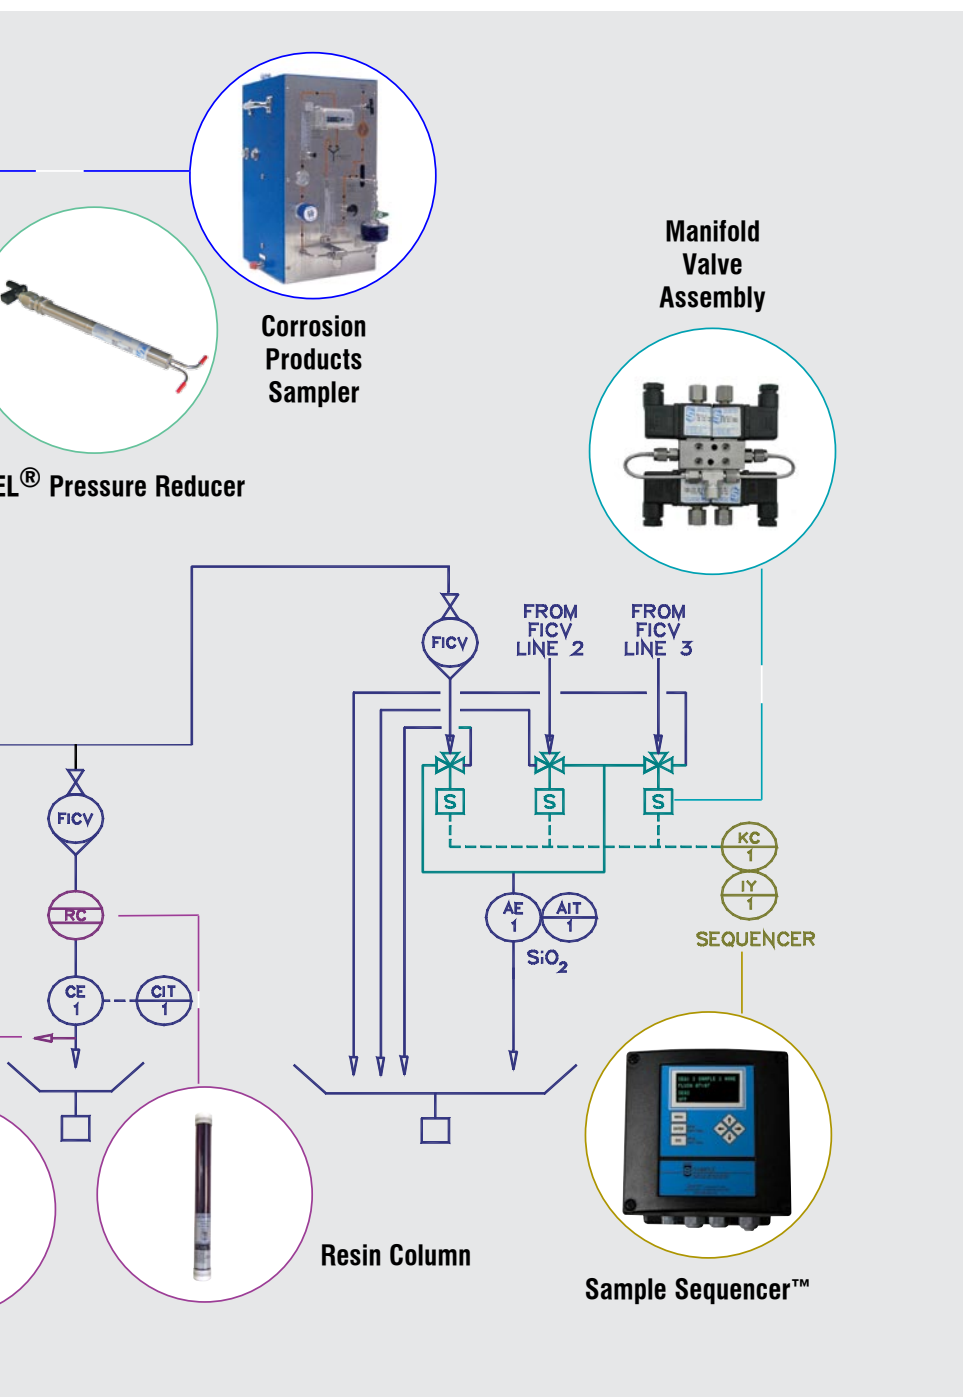 Corrosion
Products
Sampler
Manifold
Valve
Assembly
EL® Pressure Reducer
FICV
FROM
FICV
LINE 2
FROM
FICV
LINE 3
S
S
S
FICV
KC
1
IY
1
SEQUENCER
RC
AE
1
AIT
1
SiO2
CE
1
CIT
1
Resin Column
Sample Sequencer™